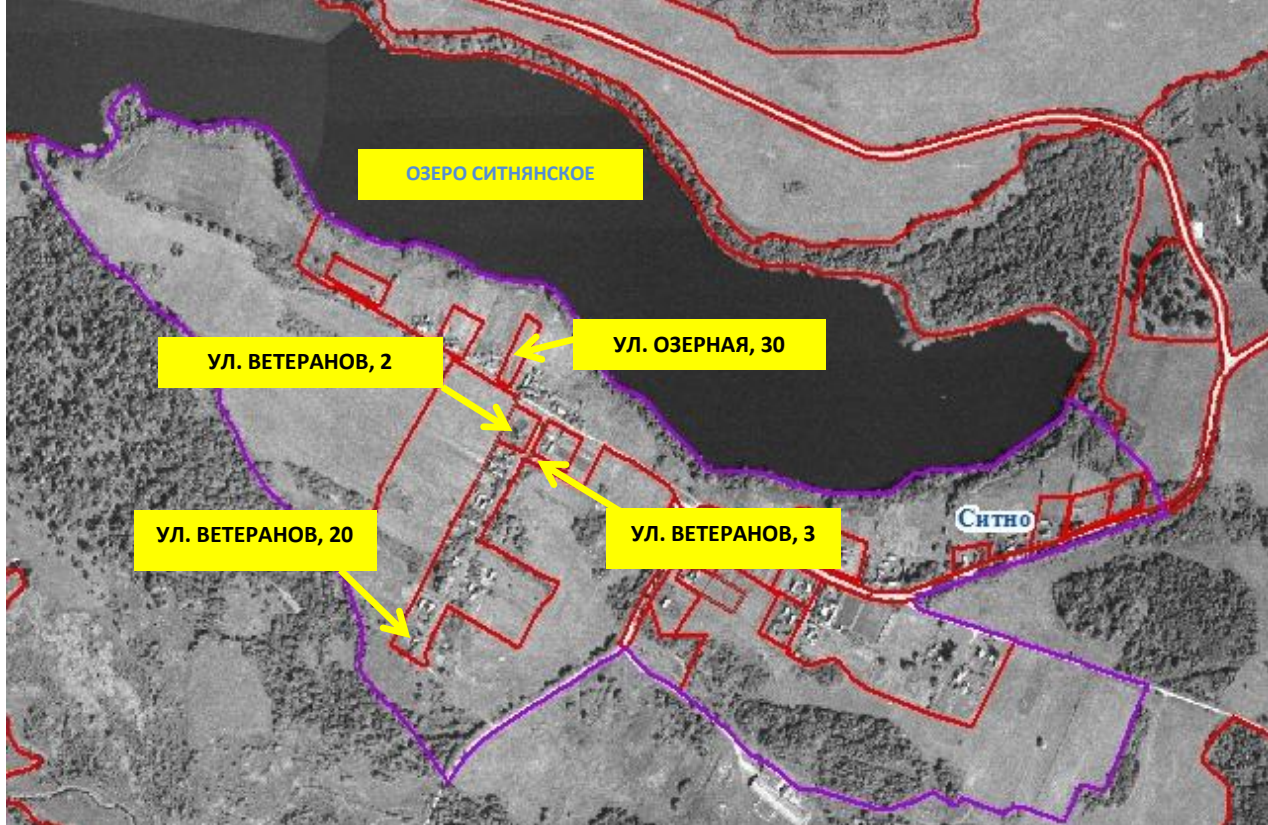 ОЗЕРО СИТНЯНСКОЕ
УЛ. ОЗЕРНАЯ, 30
УЛ. ВЕТЕРАНОВ, 2
Ситно
УЛ. ВЕТЕРАНОВ, 20
УЛ. ВЕТЕРАНОВ, 3